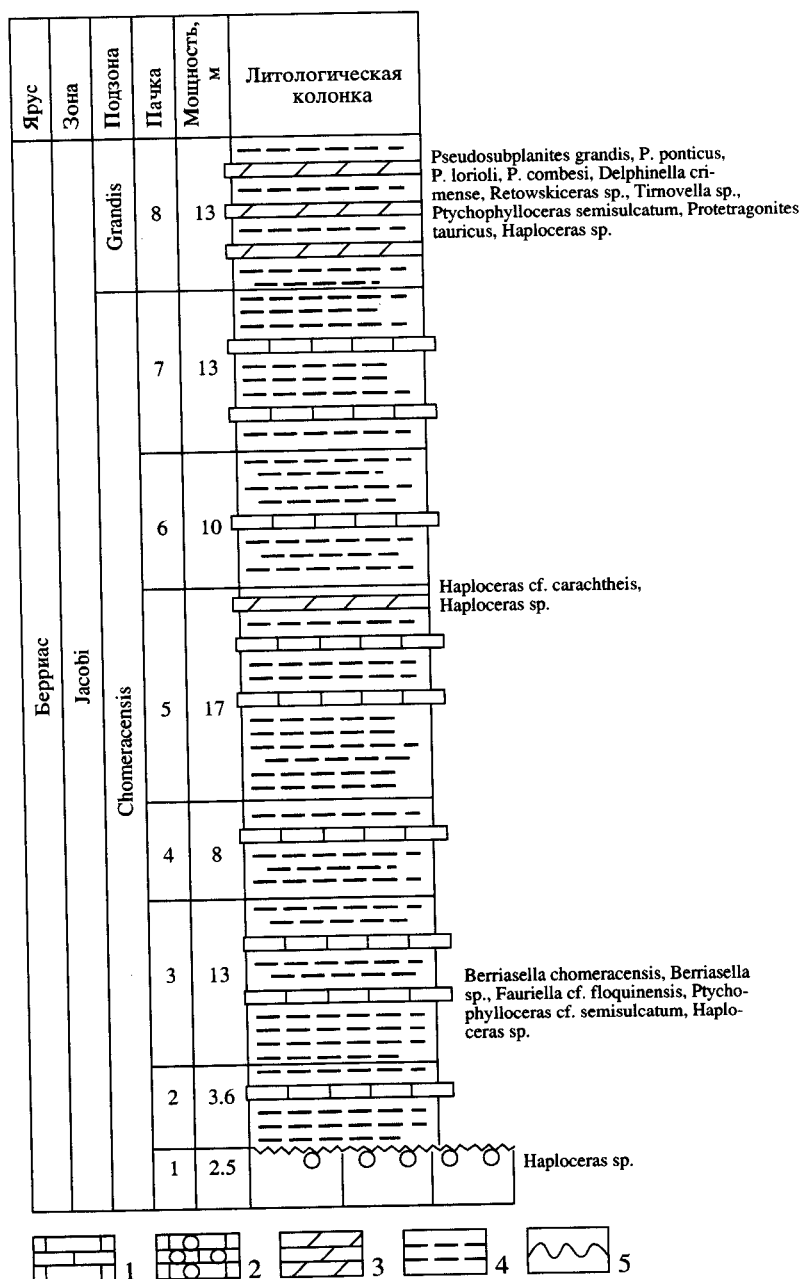 Ярус
Зона
Подзона
Пачка
Мощность, м
Литологическая
колонка
Берриас
Jacobi
Grandis
Chomeracensis
8
13
Pseudosubplanites grandis, P. ponticus,
P. lorioli, P. combesi, Delphinella cri-
mense, Retowskiceras sp., Tirnovella sp.,
Ptychophylloceras semisulcatum, Protetragonites
tauricus, Haploceras sp.
7
13
6
10
Haploceras cf. carachtheis,
Haploceras sp.
5
17
4
8
3
13
Berriasella chomeracensis, Berriasella
sp., Fauriella cf. floquinensis, Ptycho-
phylloceras cf. semisulcatum, Haplo-
ceras sp.
2
3.6
1
2.5
Haploceras sp.
1
2
3
4
5